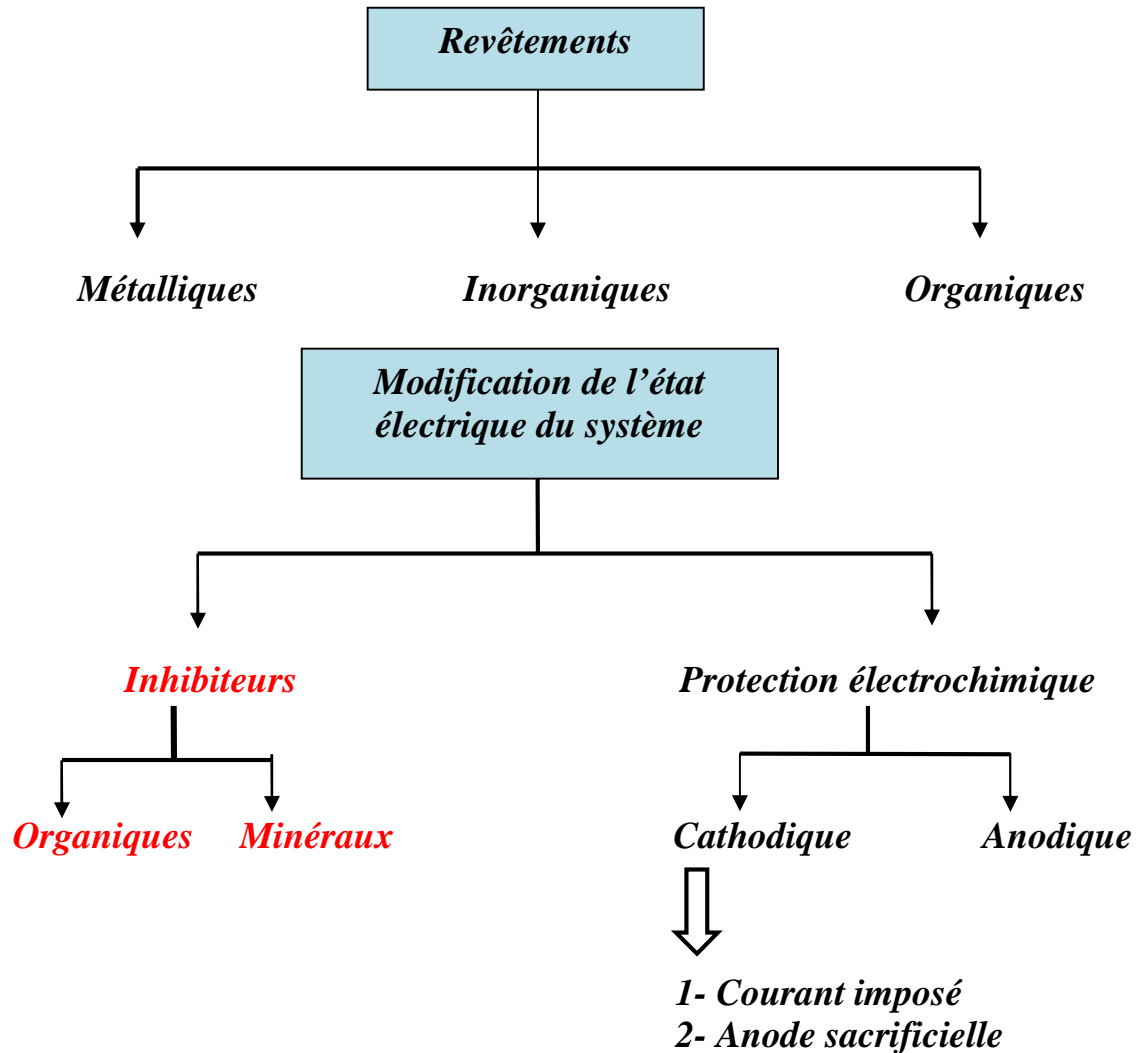 Revêtements
Métalliques Inorganiques Organiques
Modification de l’état
électrique du système
Inhibiteurs Protection électrochimique
Organiques Minéraux Cathodique Anodique
1- Courant imposé
2- Anode sacrificielle